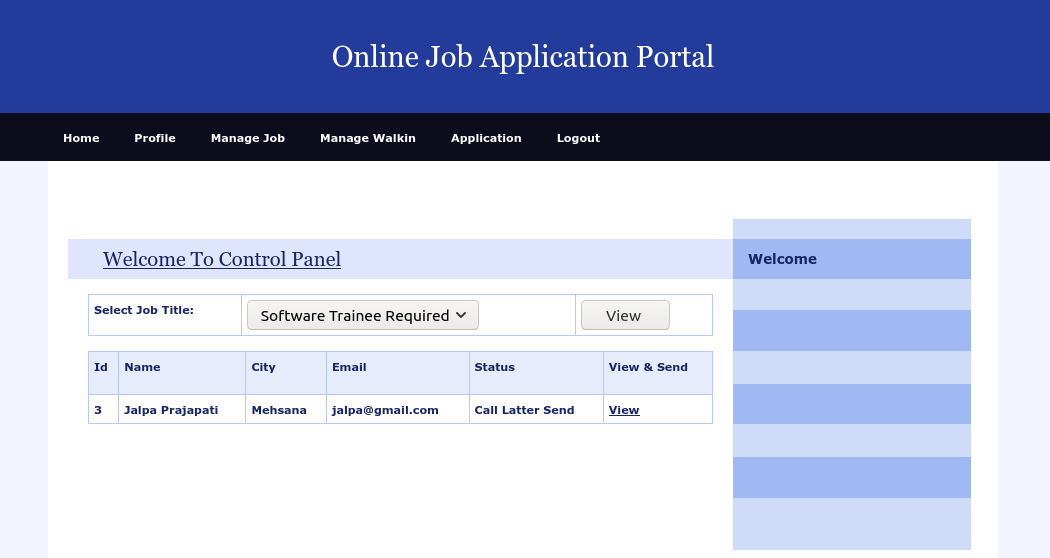 Online Job Application Portal
Home Profile Manage Job Manage Walkin Application Logout
Welcome To Control Panel
Welcome
Select Job Title: Software Trainee Required View
Id Name City Email Status View & Send
3 Jalpa Prajapati Mehsana jalpa@gmail.com Call Latter Send View